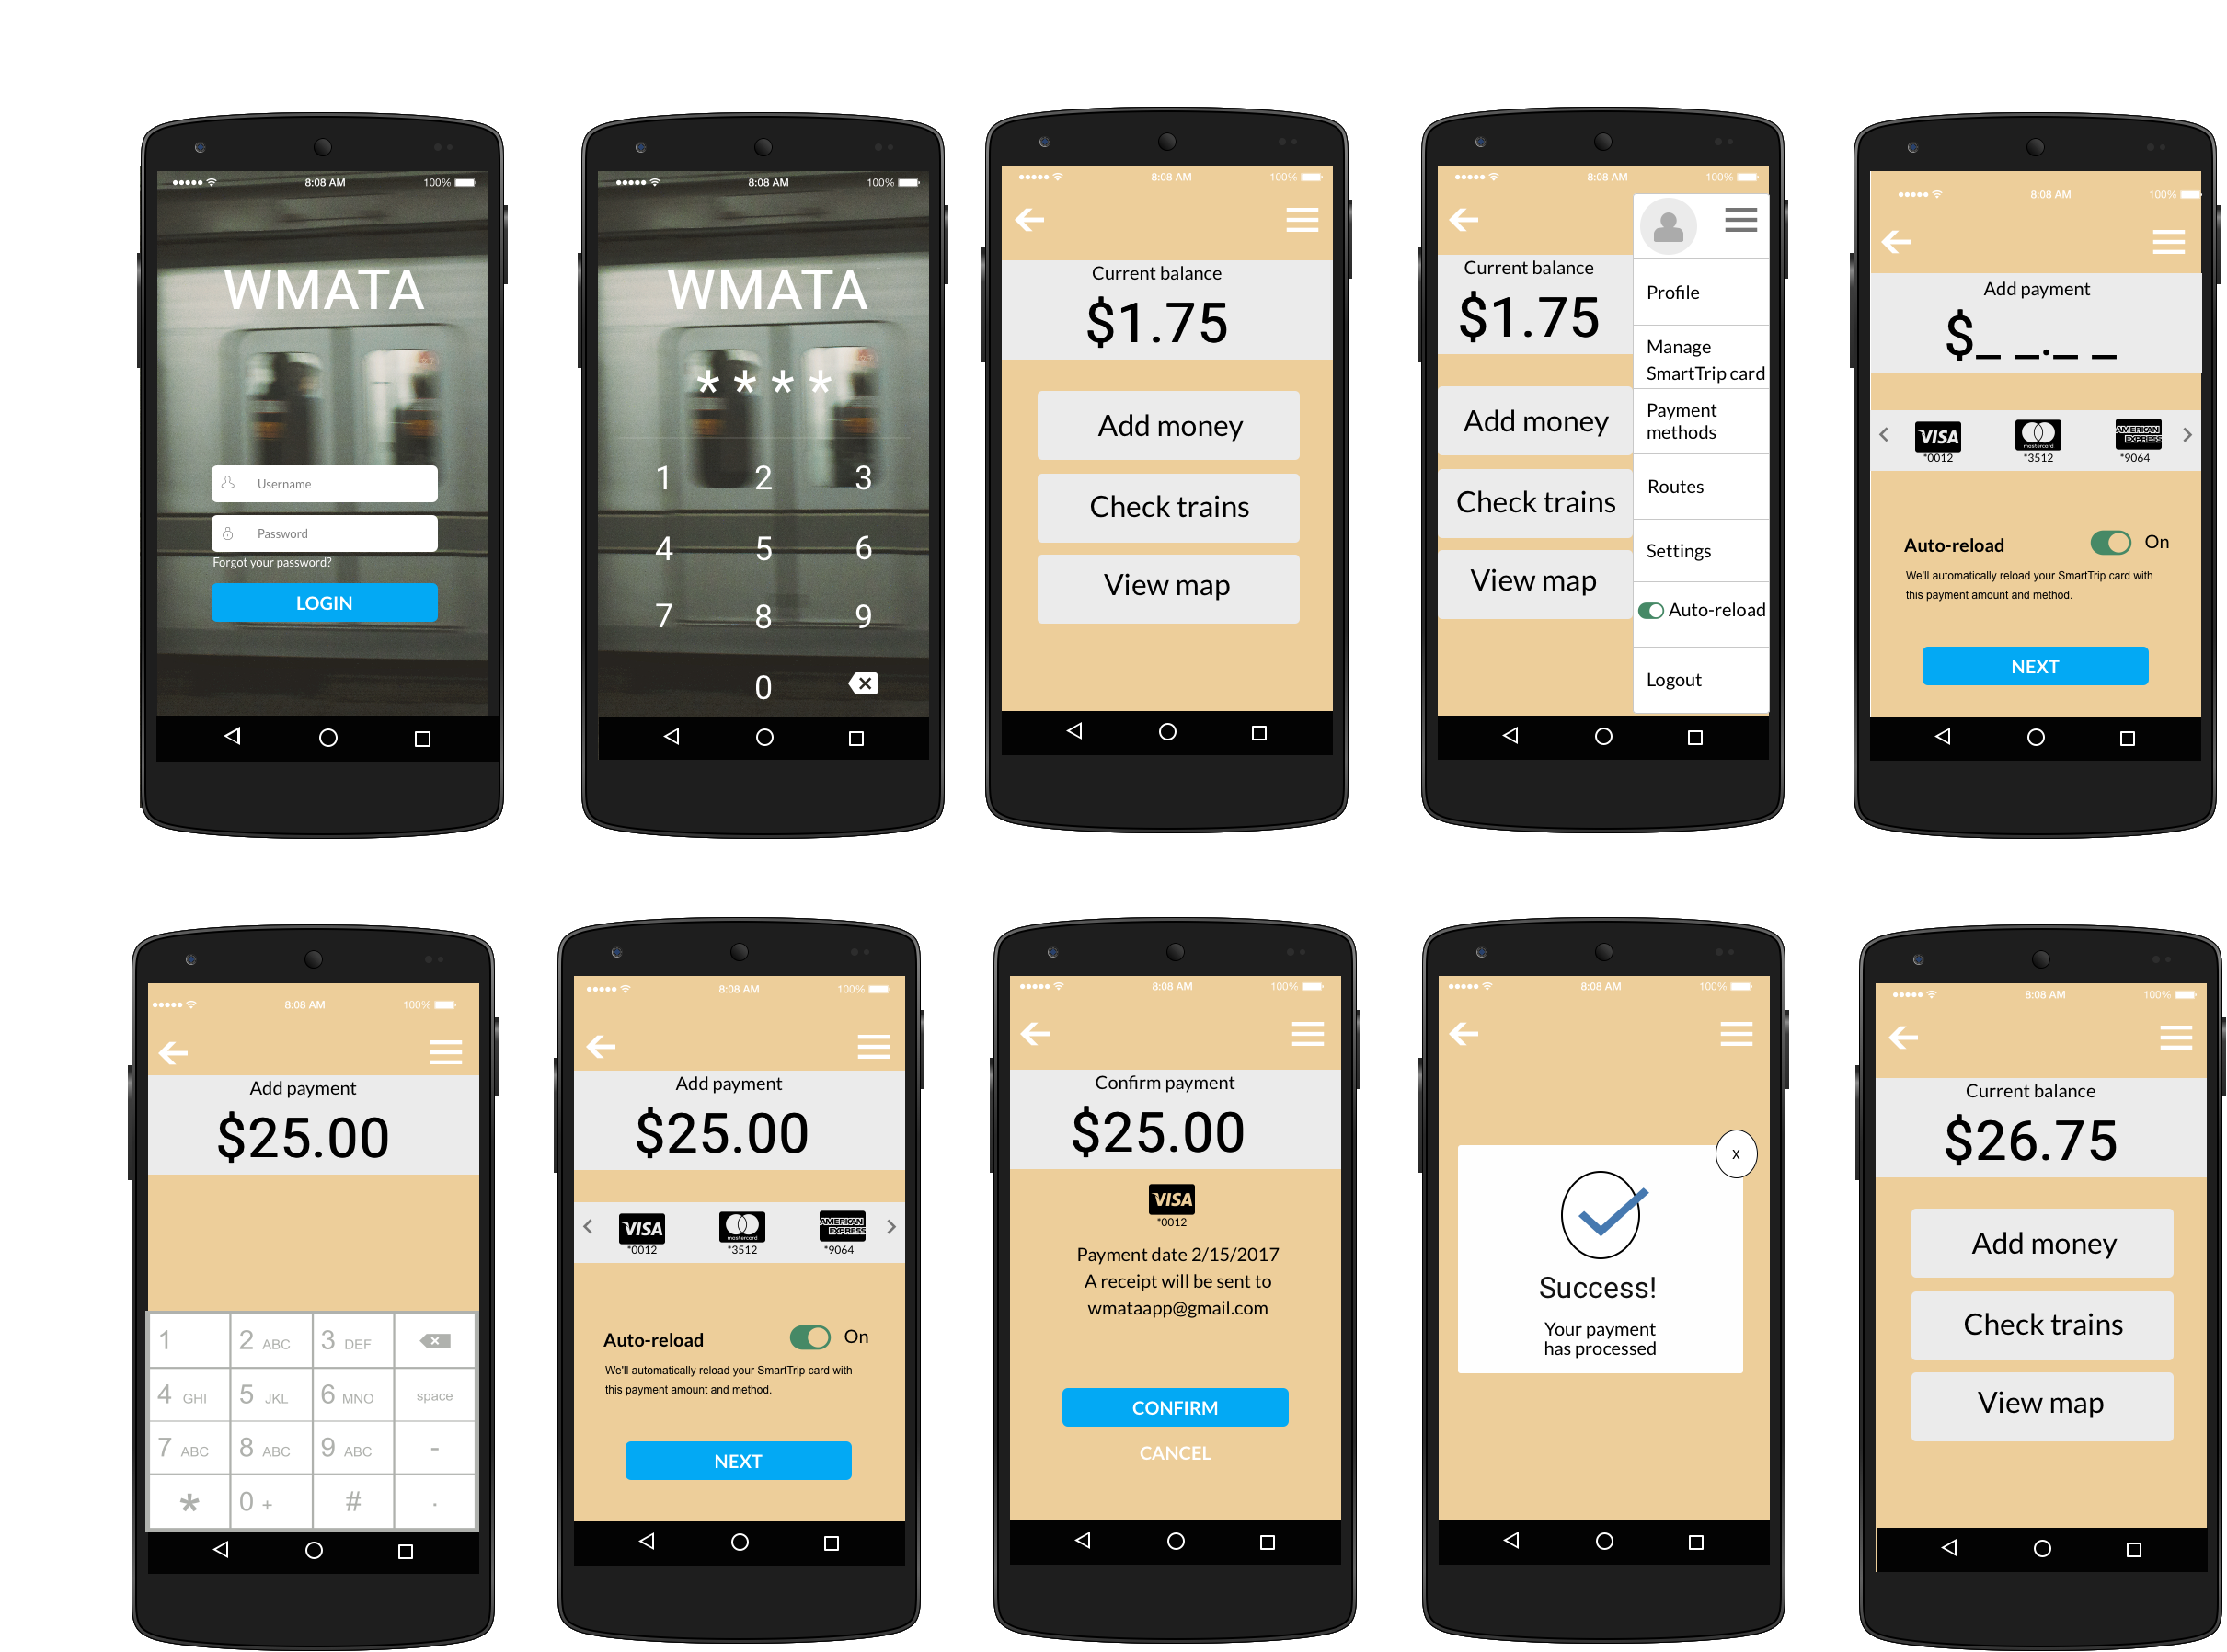 8:08 AM 100%
WMATA
Username
Password
Forgot your password?
LOGIN
8:08 AM 100%
WMATA
* * * *
1 2 3
4 5 6
7 8 9
0
8:08 AM 100%
Current balance
$1.75
Add money
Check trains
View map
8:08 AM 100%
Current balance
$1.75
Add money
Check trains
View map
Profile
Manage
SmartTrip card
Payment
methods
Routes
Settings
Auto-reload
Logout
8:08 AM 100%
Add payment
$_ _._ _
VISA mastercard AMERICAN EXPRESS
*0012 *3512 *9064
Auto-reload On
We'll automatically reload your SmartTrip card with
this payment amount and method.
NEXT
8:08 AM 100%
Add payment
$25.00
1 2 ABC 3 DEF
4 GHI 5 JKL 6 MNO space
7 ABC 8 ABC 9 ABC -
* 0 + # .
8:08 AM 100%
Add payment
$25.00
VISA mastercard AMERICAN EXPRESS
*0012 *3512 *9064
Auto-reload On
We'll automatically reload your SmartTrip card with
this payment amount and method.
NEXT
8:08 AM 100%
Confirm payment
$25.00
VISA
*0012
Payment date 2/15/2017
A receipt will be sent to
wmataapp@gmail.com
CONFIRM
CANCEL
8:08 AM 100%
x
Success!
Your payment
has processed
8:08 AM 100%
Current balance
$26.75
Add money
Check trains
View map